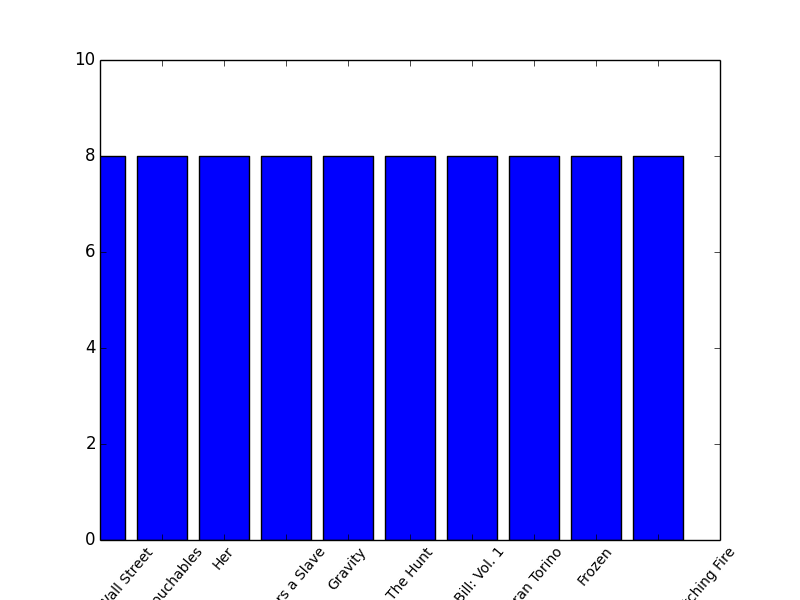 10
8
6
4
2
0
Wall Street
ouchables
Her
rs a Slave
Gravity
The Hunt
Bill: Vol. 1
ran Torino
Frozen
ching Fire